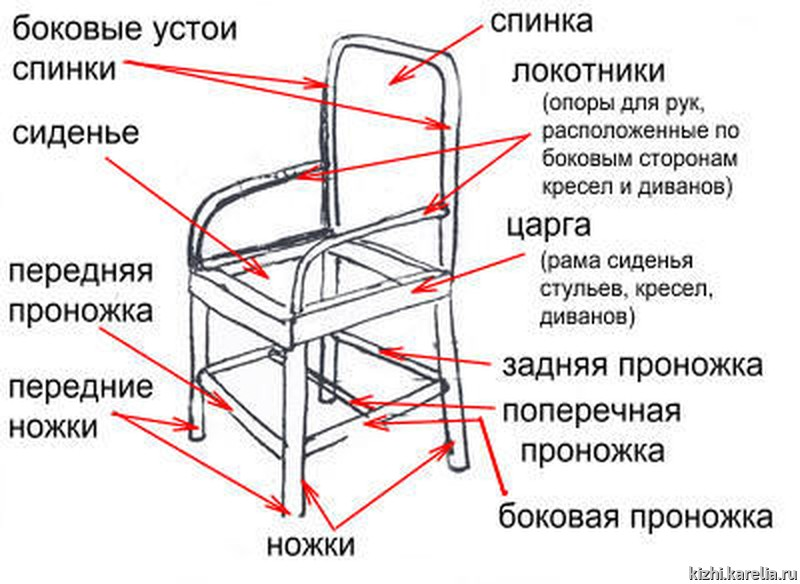 боковые устои
спинки
сиденье
передняя
проножка
передние
ножки
ножки
спинка
локотники
(опоры для рук,
расположенные по
боковым сторонам
кресел и диванов)
царга
(рама сиденья
стульев, кресел,
диванов)
задняя проножка
поперечная
проножка
боковая проножка
kizhi.karelia.ru